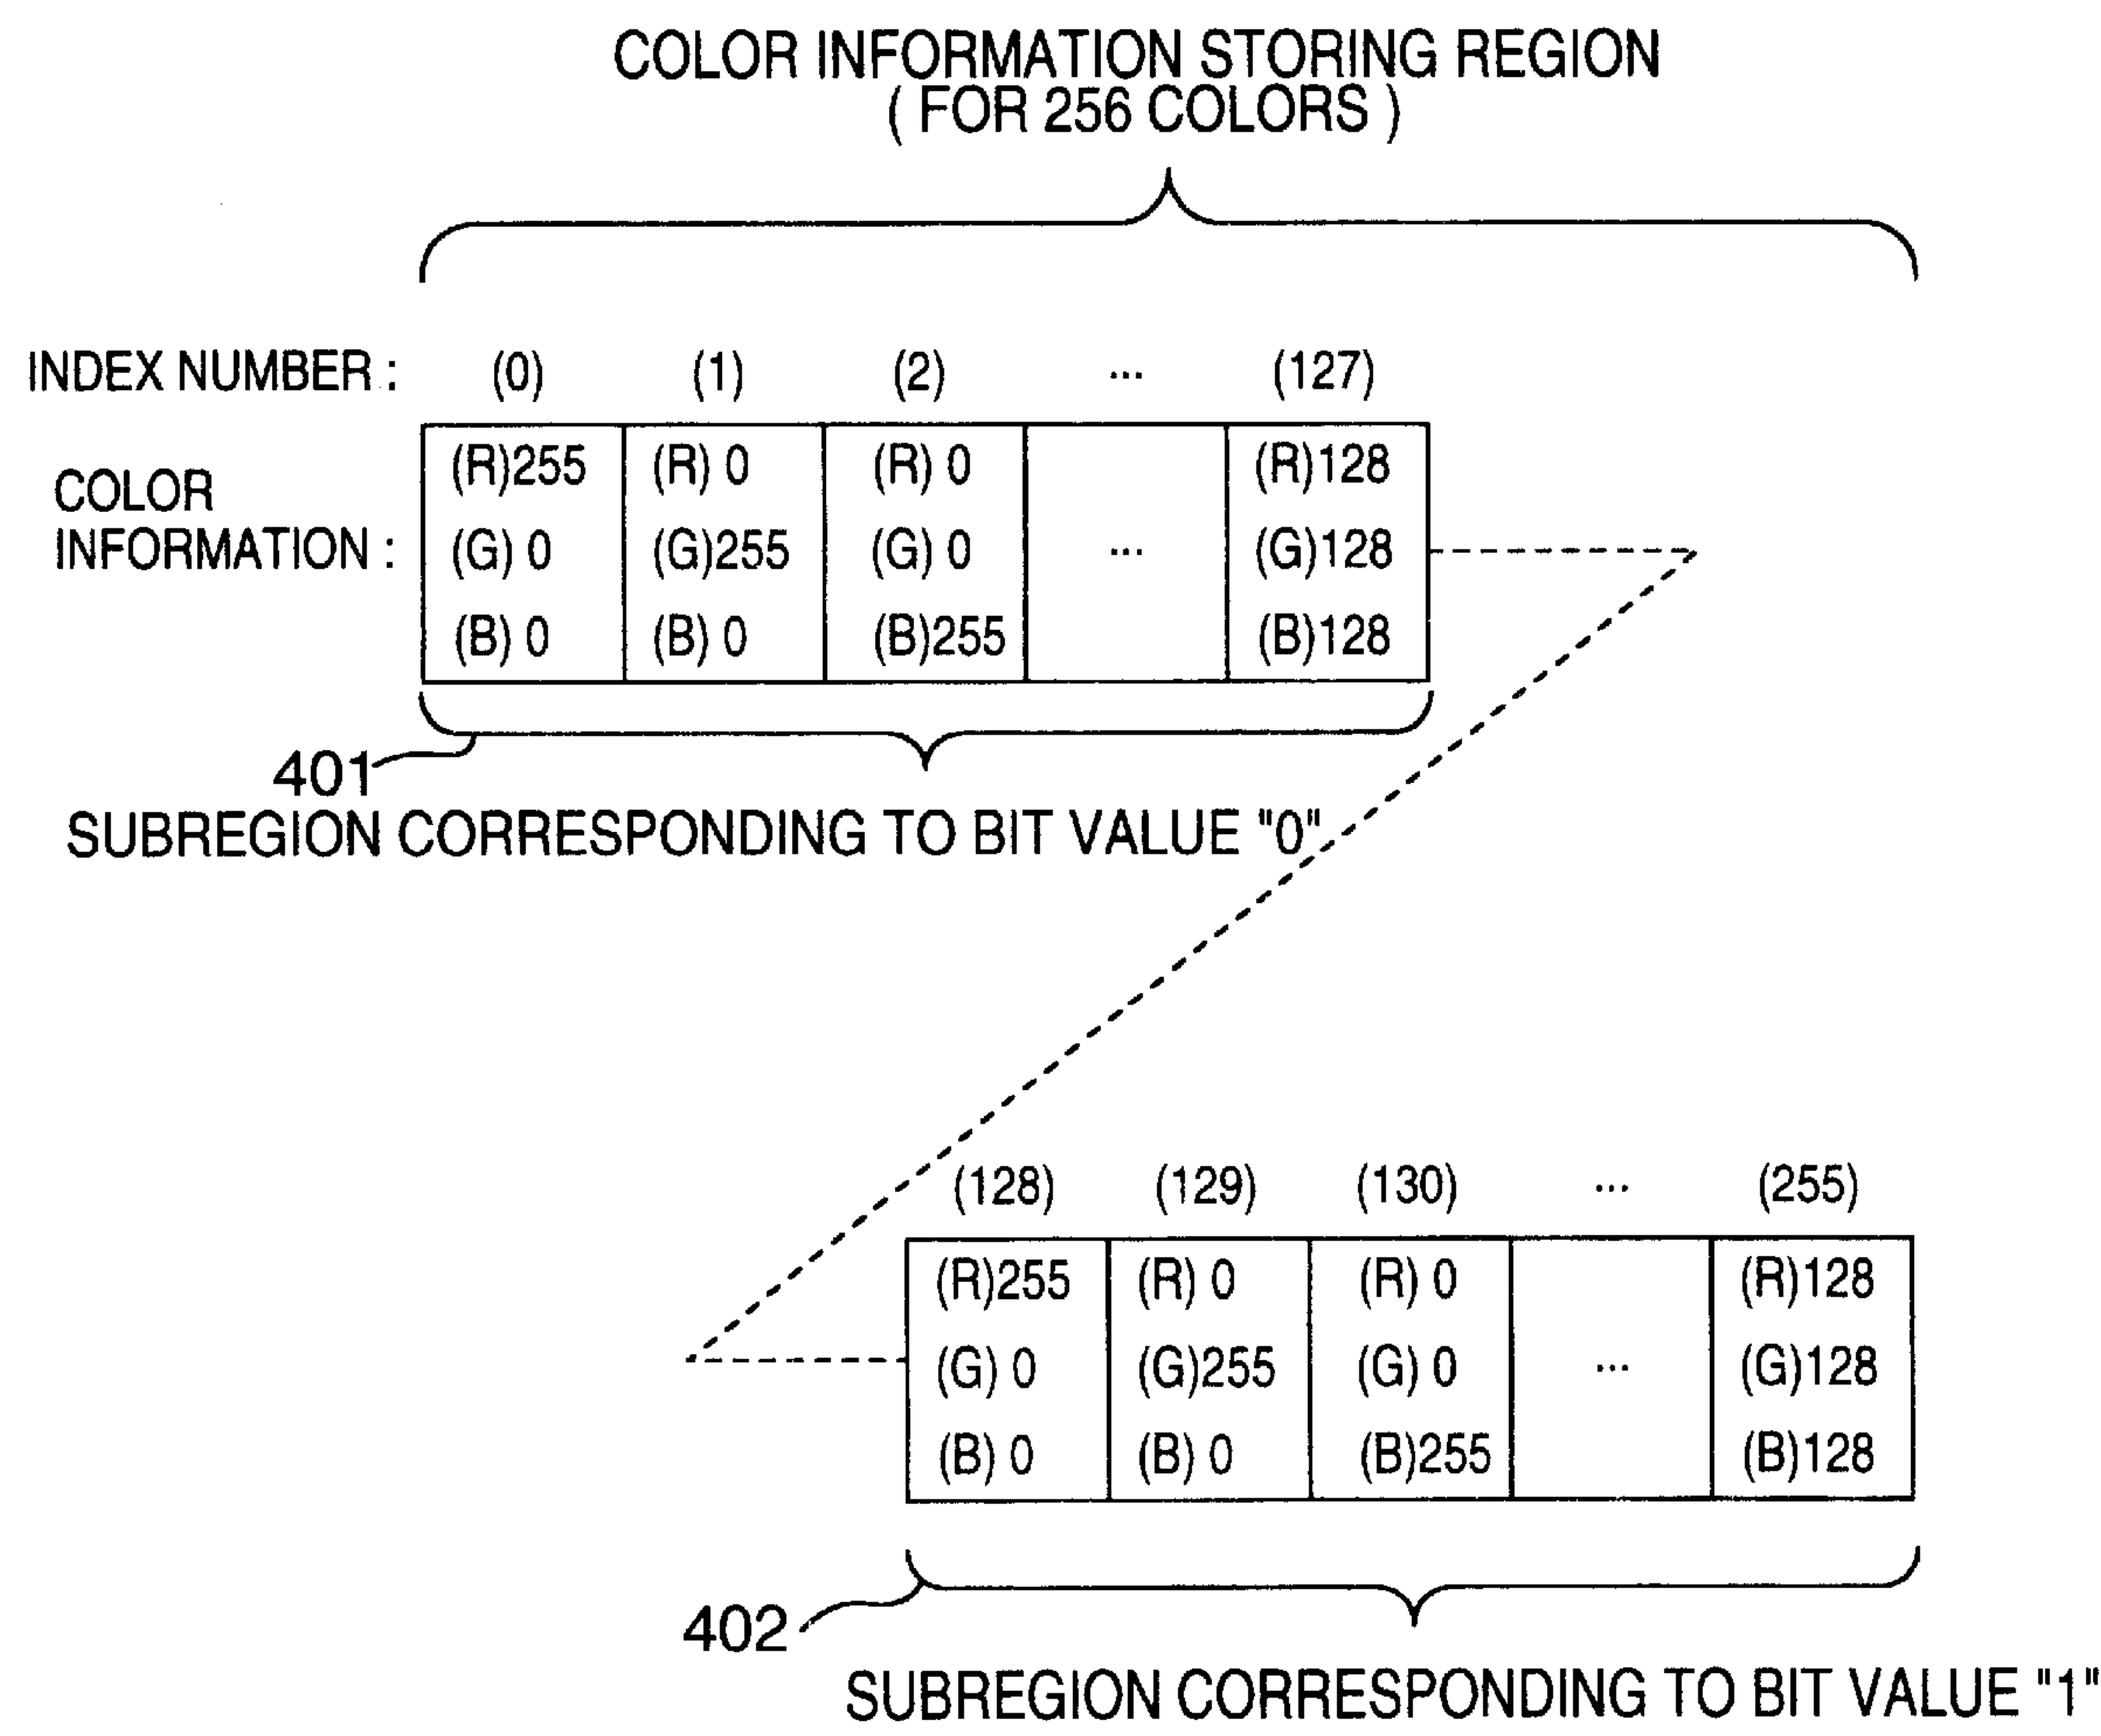 COLOR INFORMATION STORING REGION
( FOR 256 COLORS )
INDEX NUMBER : (0) (1) (2) ... (127)
COLOR INFORMATION :
(R)255 (R) 0 (R) 0 (R)128
(G) 0 (G)255 (G) 0 ... (G)128
(B) 0 (B) 0 (B)255 (B)128
401
SUBREGION CORRESPONDING TO BIT VALUE "0"
(128) (129) (130) ... (255)
(R)255 (R) 0 (R) 0 (R)128
(G) 0 (G)255 (G) 0 ... (G)128
(B) 0 (B) 0 (B)255 (B)128
402
SUBREGION CORRESPONDING TO BIT VALUE "1"